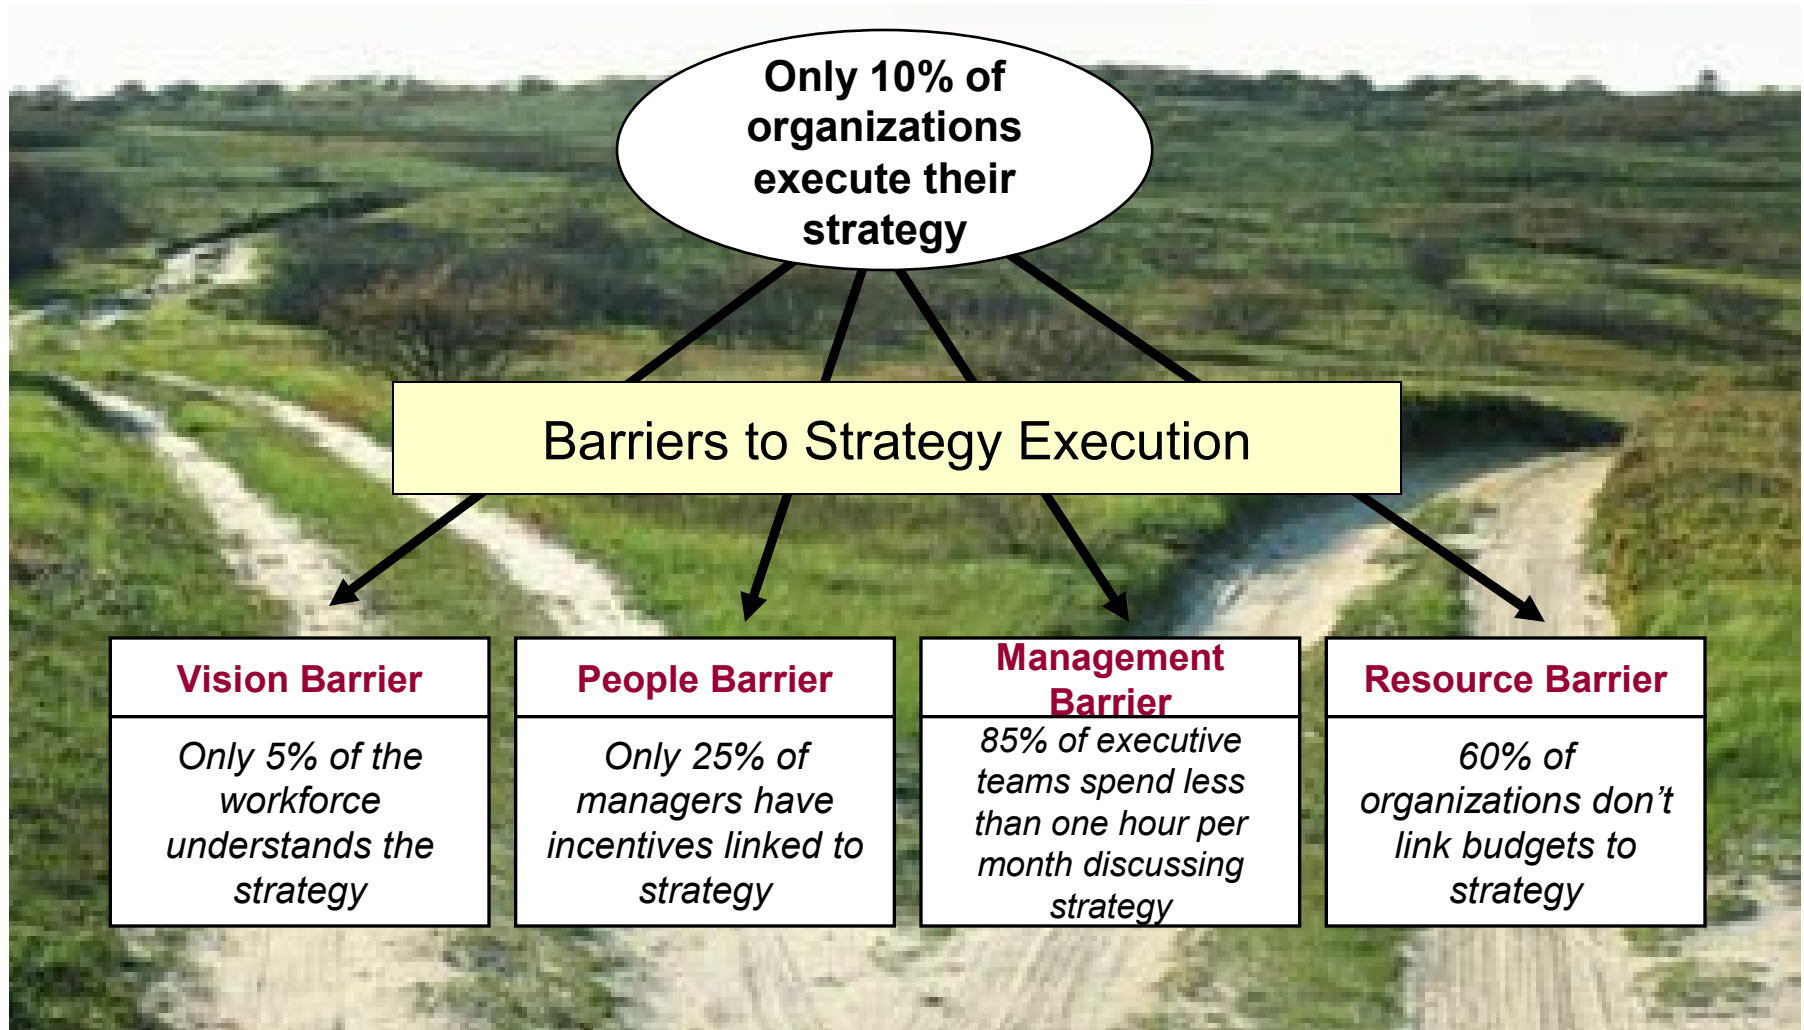 Only 10% of
organizations
execute their
strategy
Barriers to Strategy Execution
Vision Barrier
Only 5% of the
workforce
understands the
strategy
People Barrier
Only 25% of
managers have
incentives linked to
strategy
Management
Barrier
85% of executive
teams spend less
than one hour per
month discussing
strategy
Resource Barrier
60% of
organizations don’t
link budgets to
strategy